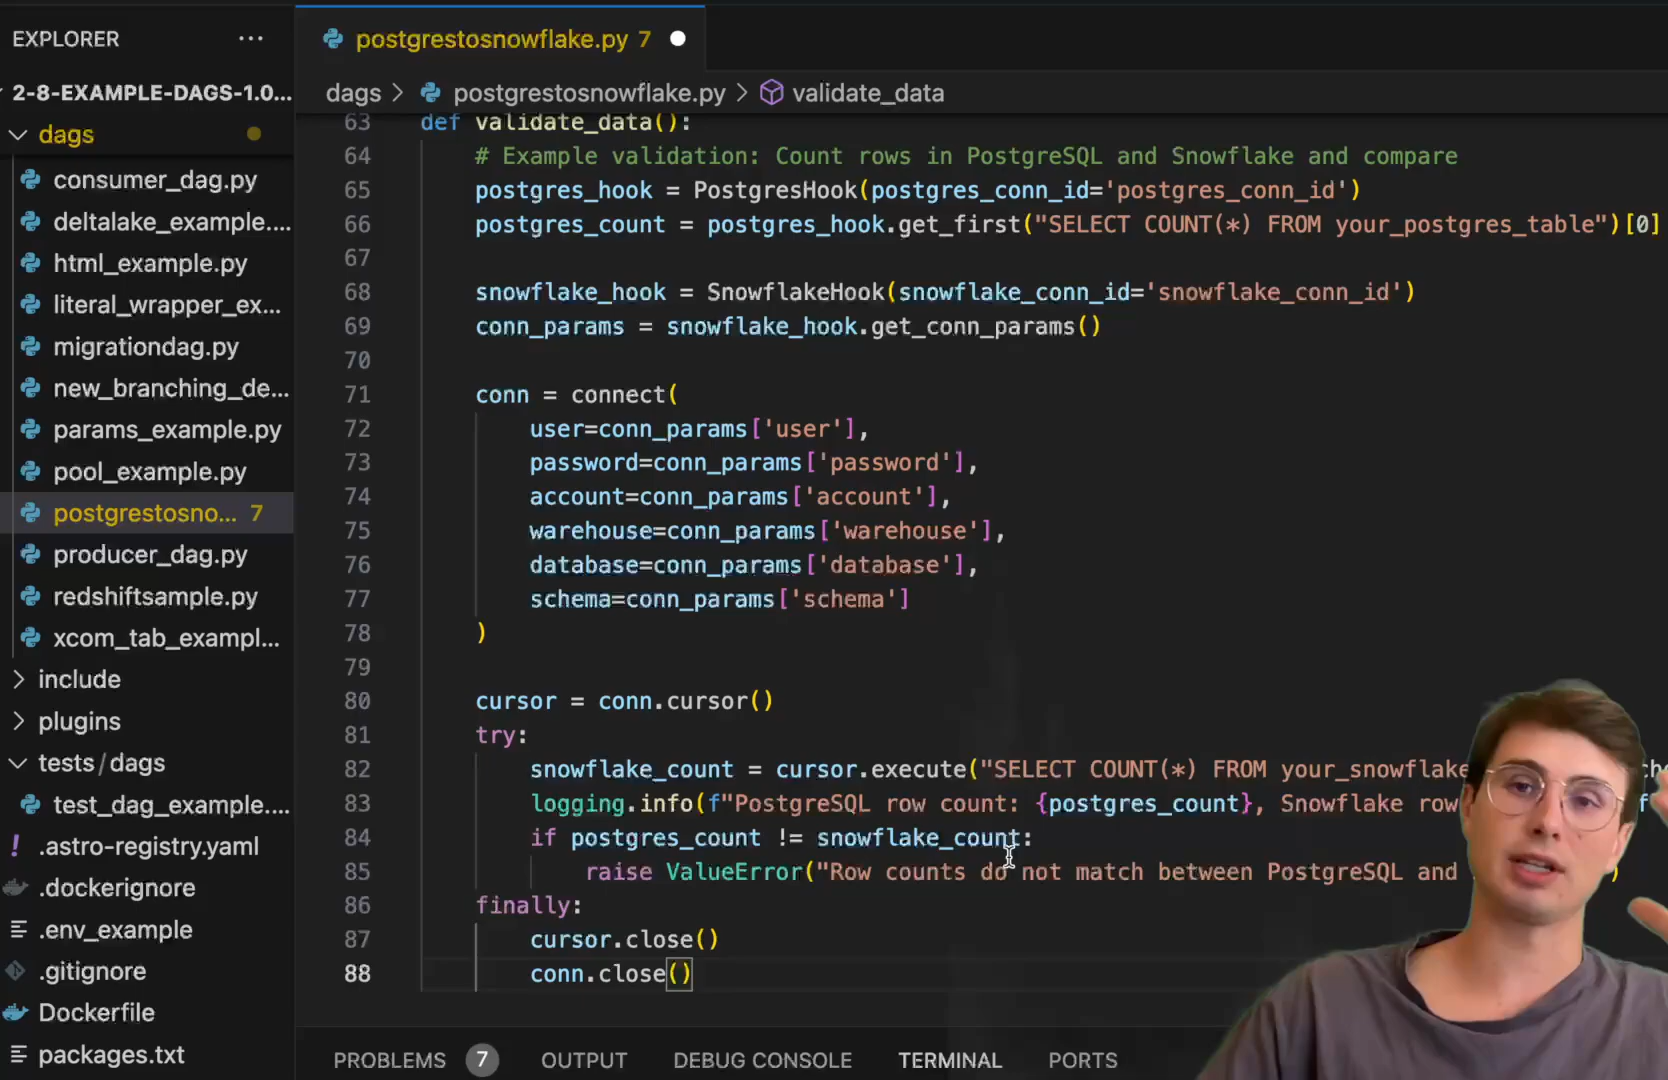 EXPLORER ...
postgrestosnowflake.py 7
2-8-EXAMPLE-DAGS-1.0...
dags > postgrestosnowflake.py > validate_data
dags
consumer_dag.py
deltalake_example....
html_example.py
literal_wrapper_ex...
migrationdag.py
new_branching_de...
params_example.py
pool_example.py
postgrestosno... 7
producer_dag.py
redshiftsample.py
xcom_tab_exampl...
include
plugins
tests/dags
test_dag_example....
! .astro-registry.yaml
.dockerignore
.env_example
.gitignore
Dockerfile
packages.txt
63 def validate_data():
64 # Example validation: Count rows in PostgreSQL and Snowflake and compare
65 postgres_hook = PostgresHook(postgres_conn_id='postgres_conn_id')
66 postgres_count = postgres_hook.get_first("SELECT COUNT(*) FROM your_postgres_table")[0]
67
68 snowflake_hook = SnowflakeHook(snowflake_conn_id='snowflake_conn_id')
69 conn_params = snowflake_hook.get_conn_params()
70
71 conn = connect(
72 user=conn_params['user'],
73 password=conn_params['password'],
74 account=conn_params['account'],
75 warehouse=conn_params['warehouse'],
76 database=conn_params['database'],
77 schema=conn_params['schema']
78 )
79
80 cursor = conn.cursor()
81 try:
82 snowflake_count = cursor.execute("SELECT COUNT(*) FROM your_snowflake
83 logging.info(f"PostgreSQL row count: {postgres_count}, Snowflake row
84 if postgres_count != snowflake_count:
85 raise ValueError("Row counts do not match between PostgreSQL and )
86 finally:
87 cursor.close()
88 conn.close()
PROBLEMS 7 OUTPUT DEBUG CONSOLE TERMINAL PORTS